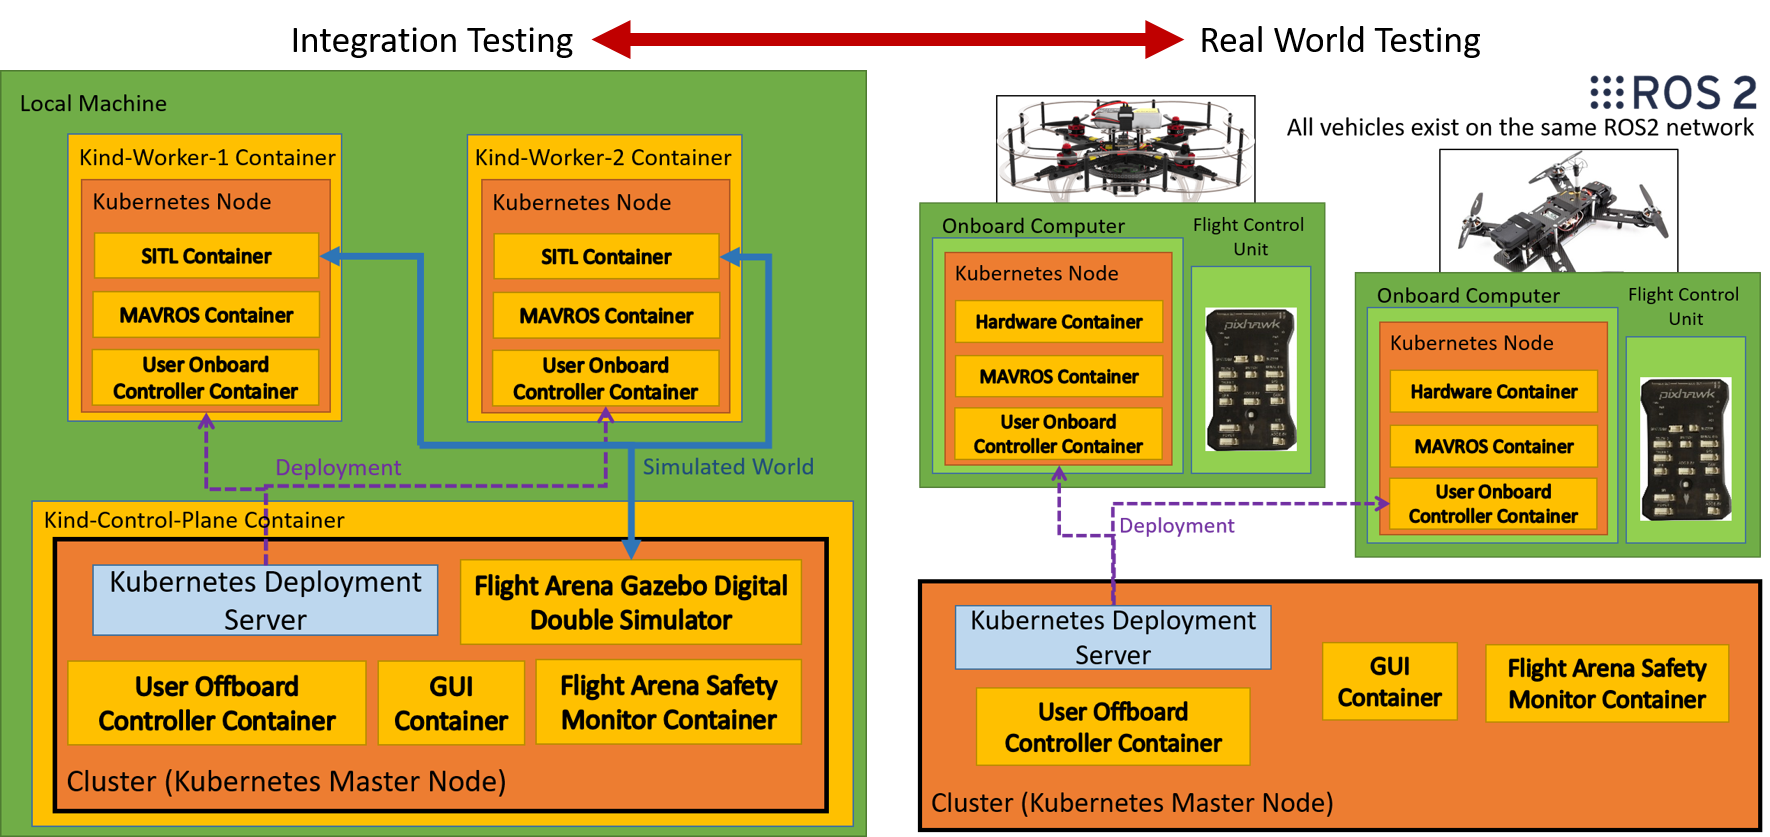 Integration Testing
Real World Testing
Local Machine
Kind-Worker-1 Container
Kubernetes Node
SITL Container
MAVROS Container
User Onboard
Controller Container
Kind-Worker-2 Container
Kubernetes Node
SITL Container
MAVROS Container
User Onboard
Controller Container
Deployment
Simulated World
Kind-Control-Plane Container
Kubernetes Deployment
Server
Flight Arena Gazebo Digital
Double Simulator
User Offboard
Controller Container
GUI
Container
Flight Arena Safety
Monitor Container
Cluster (Kubernetes Master Node)
ROS 2
All vehicles exist on the same ROS2 network
Onboard Computer
Flight Control
Unit
Kubernetes Node
Hardware Container
MAVROS Container
User Onboard
Controller Container
pixhawk
Onboard Computer
Flight Control
Unit
Kubernetes Node
Hardware Container
MAVROS Container
User Onboard
Controller Container
pixhawk
Deployment
Kubernetes Deployment
Server
User Offboard
Controller Container
GUI
Container
Flight Arena Safety
Monitor Container
Cluster (Kubernetes Master Node)